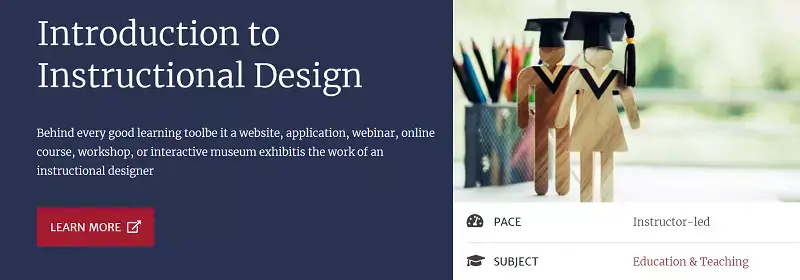 Introduction to
Instructional Design
Behind every good learning toolbe it a website, application, webinar, online
course, workshop, or interactive museum exhibitis the work of an
instructional designer
LEARN MORE
PACE Instructor-led
SUBJECT Education & Teaching